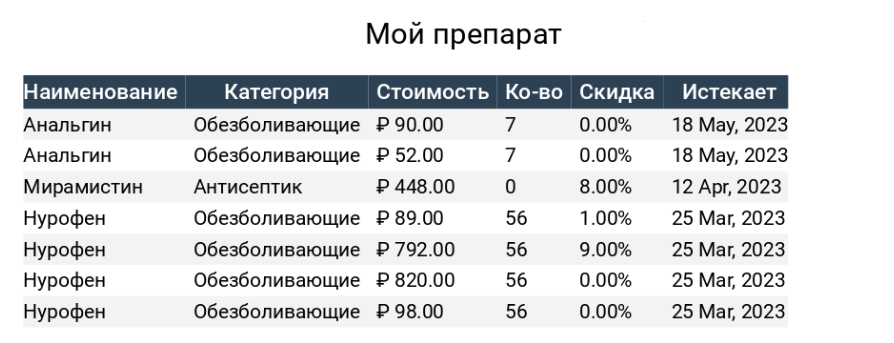 Мой препарат
Наименование Категория Стоимость Ко-во Скидка Истекает
Анальгин Обезболивающие ₽ 90.00 7 0.00% 18 May, 2023
Анальгин Обезболивающие ₽ 52.00 7 0.00% 18 May, 2023
Мирамистин Антисептик ₽ 448.00 0 8.00% 12 Apr, 2023
Нурофен Обезболивающие ₽ 89.00 56 1.00% 25 Mar, 2023
Нурофен Обезболивающие ₽ 792.00 56 9.00% 25 Mar, 2023
Нурофен Обезболивающие ₽ 820.00 56 0.00% 25 Mar, 2023
Нурофен Обезболивающие ₽ 98.00 56 0.00% 25 Mar, 2023